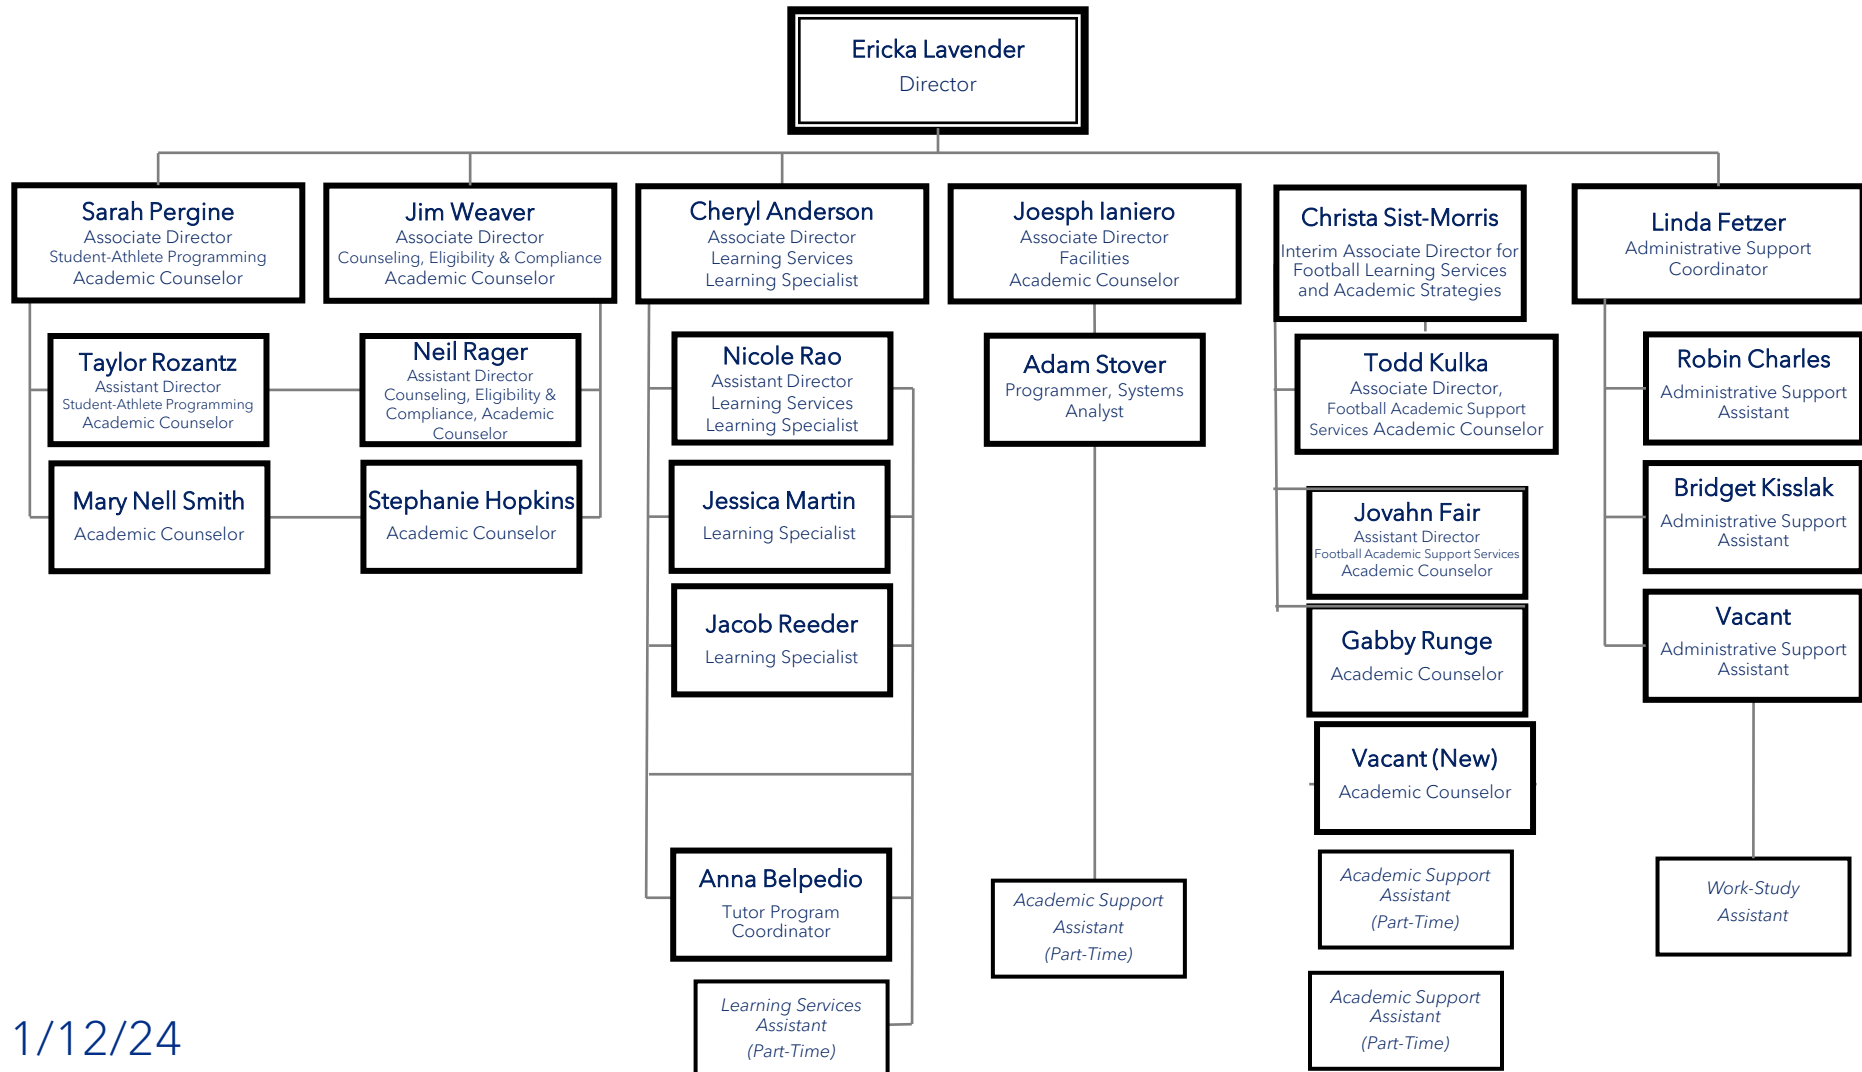 Ericka Lavender
Director
Sarah Pergine
Associate Director
Student-Athlete Programming
Academic Counselor
Jim Weaver
Associate Director
Counseling, Eligibility & Compliance
Academic Counselor
Cheryl Anderson
Associate Director
Learning Services
Learning Specialist
Joesph Ianiero
Associate Director
Facilities
Academic Counselor
Christa Sist-Morris
Interim Associate Director for
Football Learning Services
and Academic Strategies
Linda Fetzer
Administrative Support
Coordinator
Taylor Rozantz
Assistant Director
Student-Athlete Programming
Academic Counselor
Neil Rager
Assistant Director
Counseling, Eligibility &
Compliance, Academic
Counselor
Nicole Rao
Assistant Director
Learning Services
Learning Specialist
Adam Stover
Programmer, Systems
Analyst
Todd Kulka
Associate Director,
Football Academic Support
Services Academic Counselor
Robin Charles
Administrative Support
Assistant
Mary Nell Smith
Academic Counselor
Stephanie Hopkins
Academic Counselor
Jessica Martin
Learning Specialist
Jovahn Fair
Assistant Director
Football Academic Support Services
Academic Counselor
Bridget Kisslak
Administrative Support
Assistant
Jacob Reeder
Learning Specialist
Gabby Runge
Academic Counselor
Vacant
Administrative Support
Assistant
Vacant (New)
Academic Counselor
Anna Belpedio
Tutor Program
Coordinator
Academic Support
Assistant
(Part-Time)
Academic Support
Assistant
(Part-Time)
Work-Study
Assistant
Learning Services
Assistant
(Part-Time)
Academic Support
Assistant
(Part-Time)
1/12/24